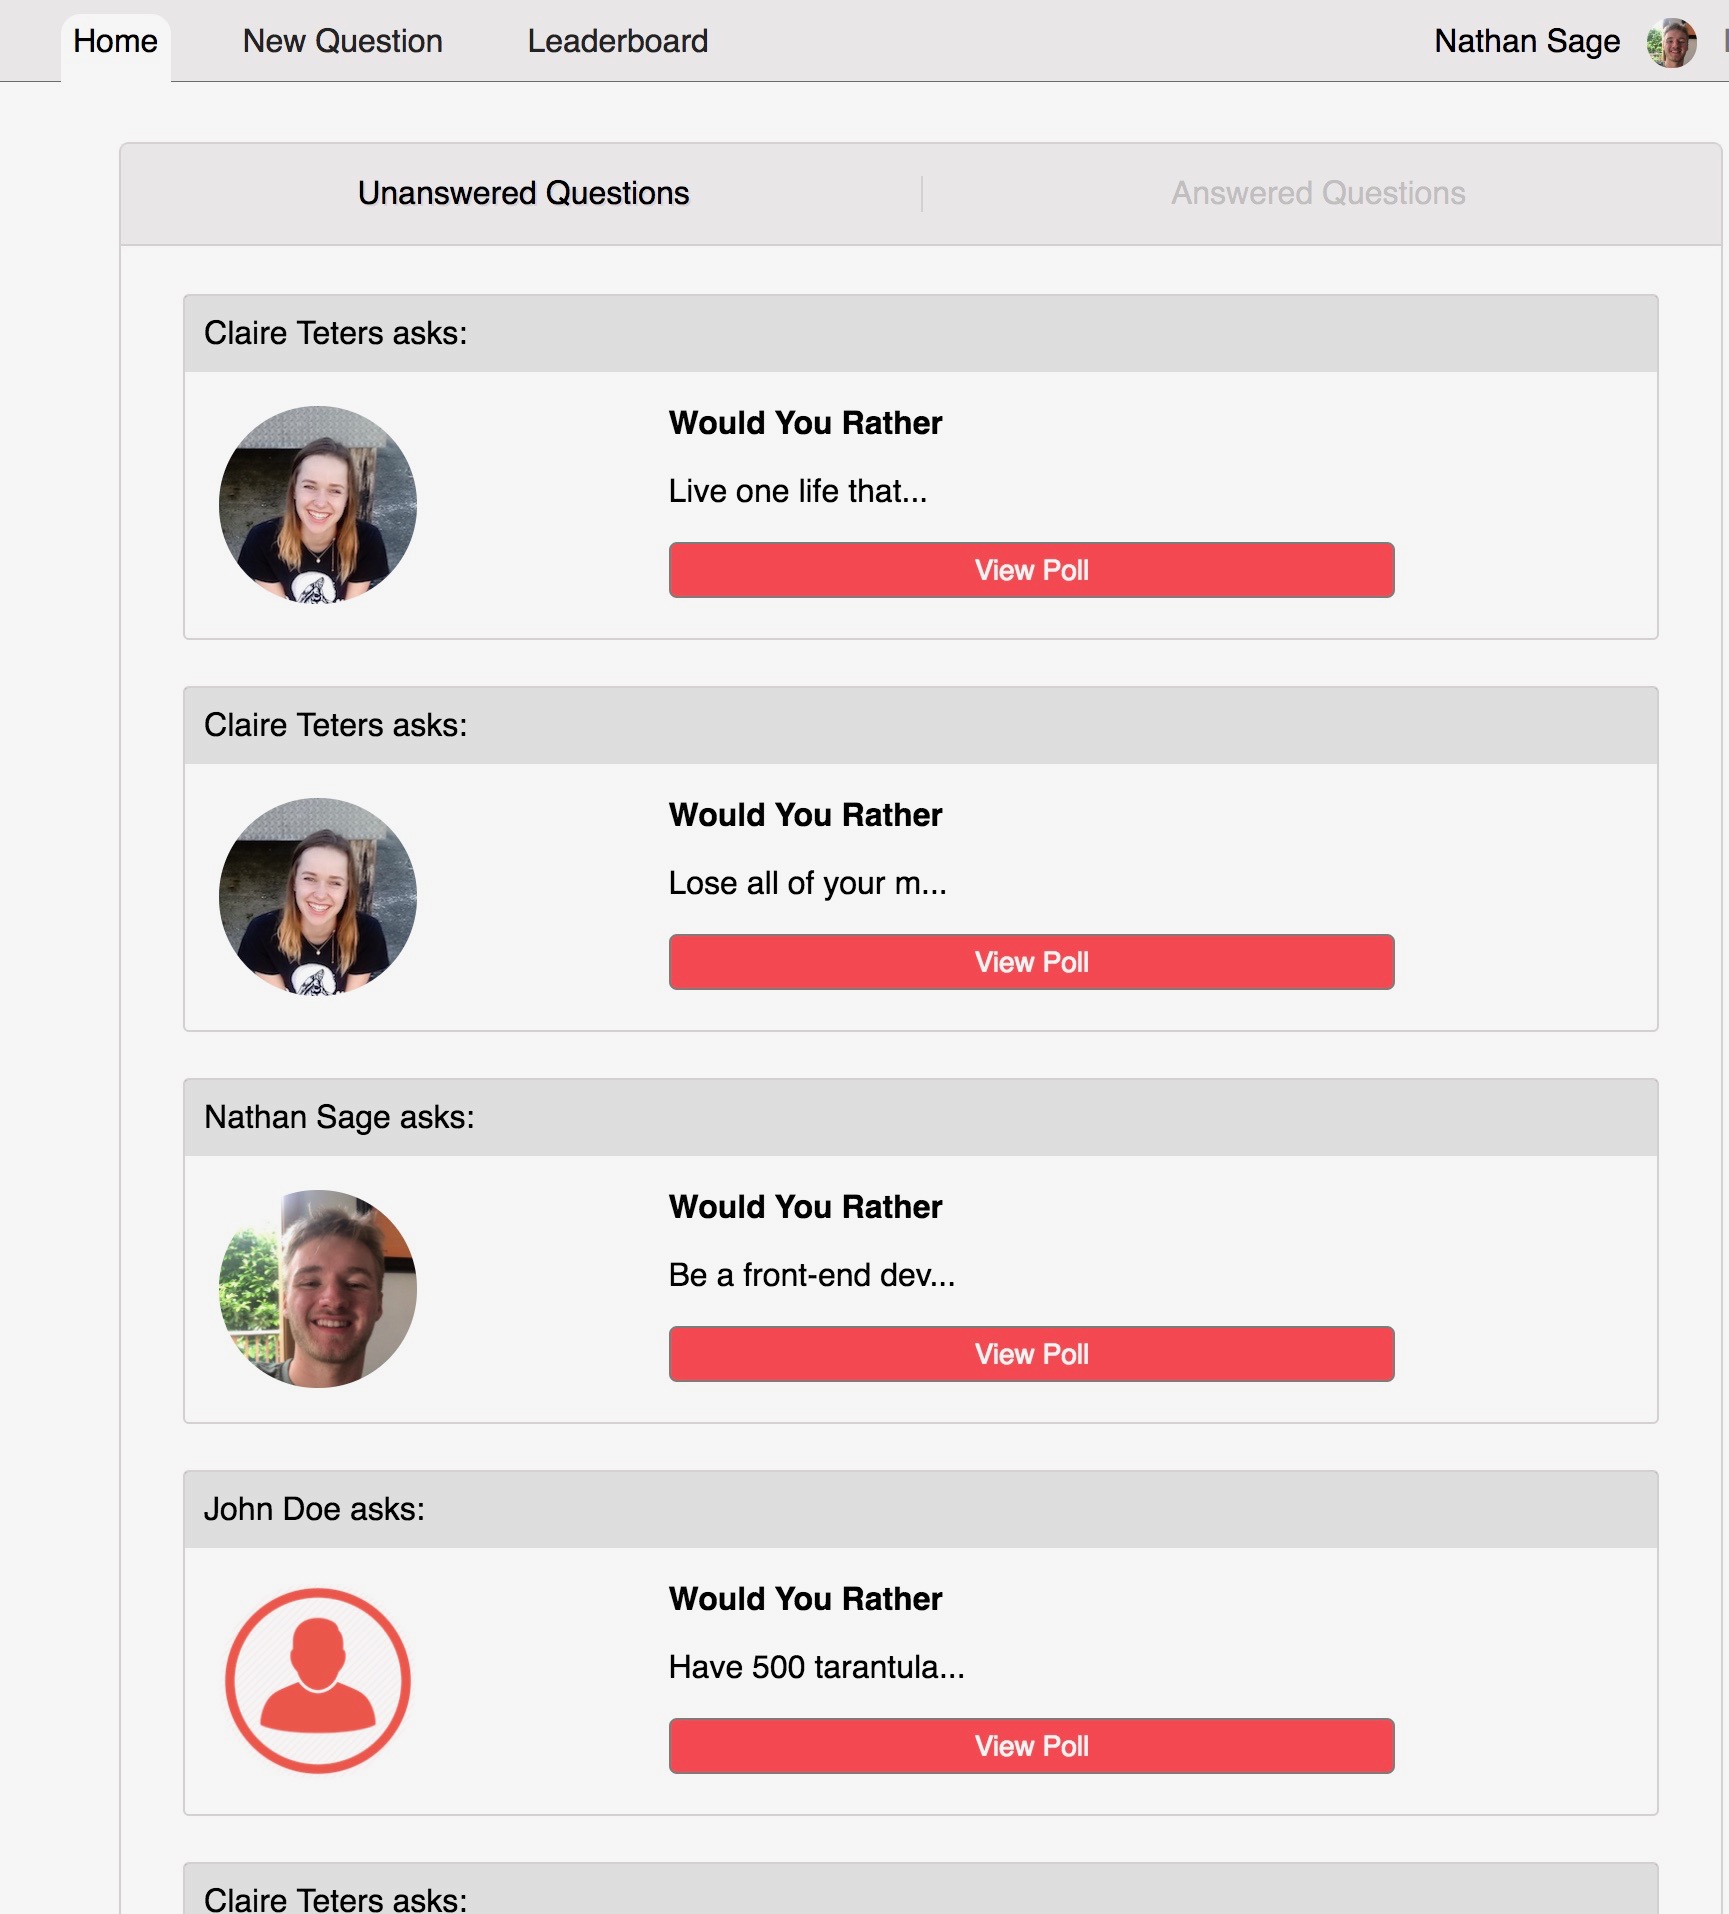 Home New Question Leaderboard Nathan Sage
Unanswered Questions Answered Questions
Claire Teters asks:
Would You Rather
Live one life that...
View Poll
Claire Teters asks:
Would You Rather
Lose all of your m...
View Poll
Nathan Sage asks:
Would You Rather
Be a front-end dev...
View Poll
John Doe asks:
Would You Rather
Have 500 tarantula...
View Poll
Claire Teters asks: